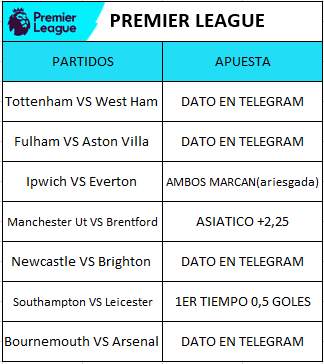 Premier
League
PREMIER LEAGUE
PARTIDOS APUESTA
Tottenham VS West Ham DATO EN TELEGRAM
Fulham VS Aston Villa DATO EN TELEGRAM
Ipwich VS Everton AMBOS MARCAN(ariesgada)
Manchester Ut VS Brentford ASIATICO +2,25
Newcastle VS Brighton DATO EN TELEGRAM
Southampton VS Leicester 1ER TIEMPO 0,5 GOLES
Bournemouth VS Arsenal DATO EN TELEGRAM